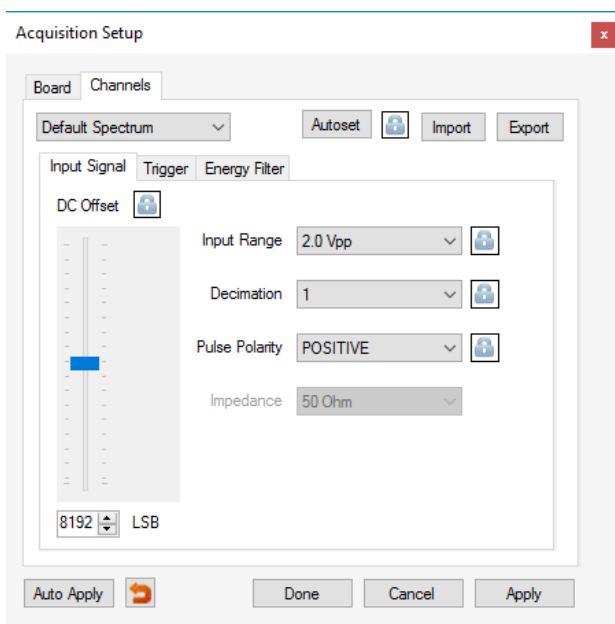 Acquisition Setup
x
Board Channels
Default Spectrum Autoset Import Export
Input Signal Trigger Energy Filter
DC Offset
Input Range 2.0 Vpp
Decimation 1
Pulse Polarity POSITIVE
Impedance 50 Ohm
8192 LSB
Auto Apply Done Cancel Apply